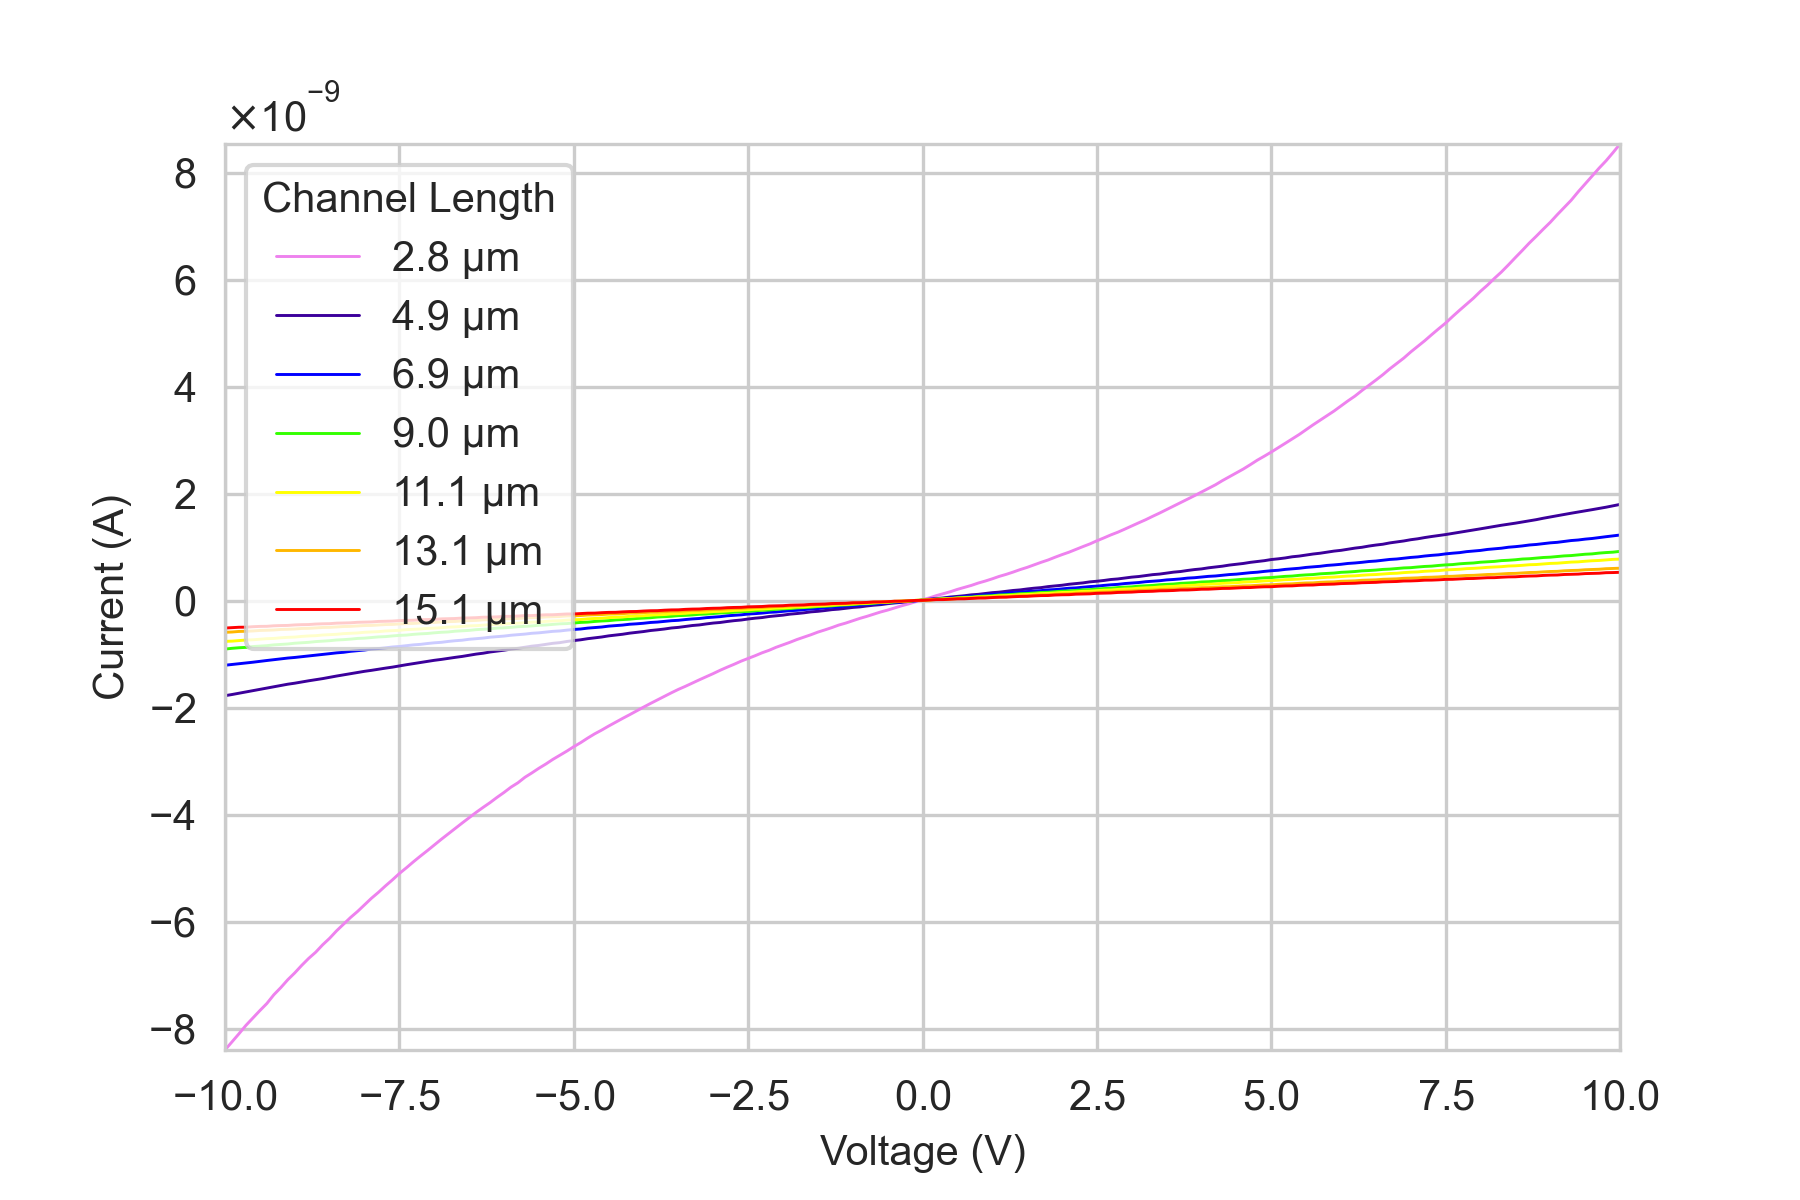 ×10⁻⁹
8
6
4
2
0
−2
−4
−6
−8
Current (A)
Channel Length
2.8 μm
4.9 μm
6.9 μm
9.0 μm
11.1 μm
13.1 μm
15.1 μm
−10.0 −7.5 −5.0 −2.5 0.0 2.5 5.0 7.5 10.0
Voltage (V)